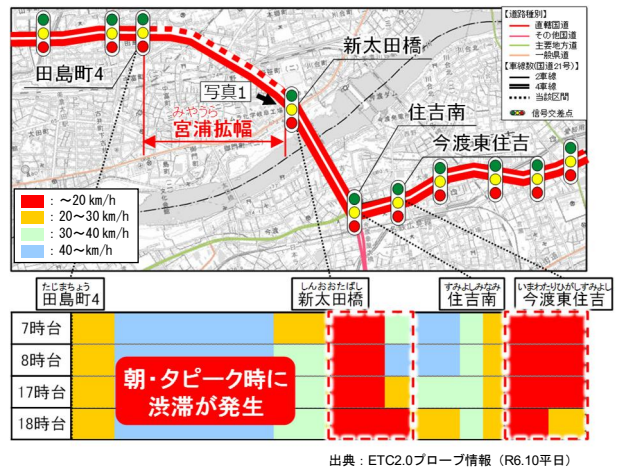 【道路種別】
直轄国道
その他国道
主要地方道
一般県道
【車線数(国道21号)】
2車線
4車線
当該区間
信号交差点
新太田橋
田島町4
写真1
住吉南
みやうら
宮浦拡幅
今渡東住吉
：～20 km/h
：20～30 km/h
：30～40 km/h
：40～km/h
たじまちょう
田島町4
しんおおたばし
新太田橋
すみよしみなみ
住吉南
いまわたりひがしすみよし
今渡東住吉
7時台
8時台
17時台
18時台
朝・夕ピーク時に
渋滞が発生
出典：ETC2.0プローブ情報（R6.10平日）